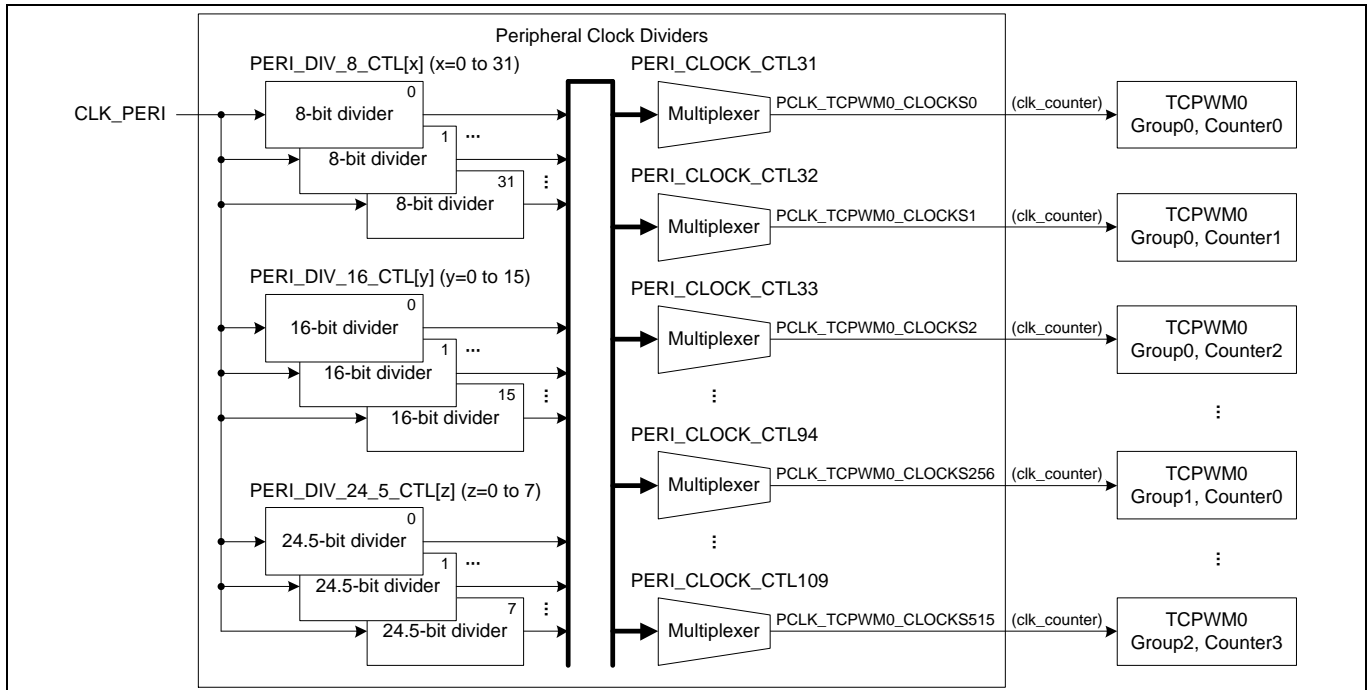 Peripheral Clock Dividers
PERI_DIV_8_CTL[x] (x=0 to 31)
CLK_PERI
0
8-bit divider
1
...
8-bit divider
31
...
8-bit divider
PERI_DIV_16_CTL[y] (y=0 to 15)
0
16-bit divider
1
...
16-bit divider
15
...
16-bit divider
PERI_DIV_24_5_CTL[z] (z=0 to 7)
0
24.5-bit divider
1
...
24.5-bit divider
7
...
24.5-bit divider
PERI_CLOCK_CTL31
Multiplexer
PCLK_TCPWM0_CLOCKS0
(clk_counter)
TCPWM0
Group0, Counter0
PERI_CLOCK_CTL32
Multiplexer
PCLK_TCPWM0_CLOCKS1
(clk_counter)
TCPWM0
Group0, Counter1
PERI_CLOCK_CTL33
Multiplexer
PCLK_TCPWM0_CLOCKS2
(clk_counter)
TCPWM0
Group0, Counter2
...
...
PERI_CLOCK_CTL94
Multiplexer
PCLK_TCPWM0_CLOCKS256
(clk_counter)
TCPWM0
Group1, Counter0
...
...
PERI_CLOCK_CTL109
Multiplexer
PCLK_TCPWM0_CLOCKS515
(clk_counter)
TCPWM0
Group2, Counter3